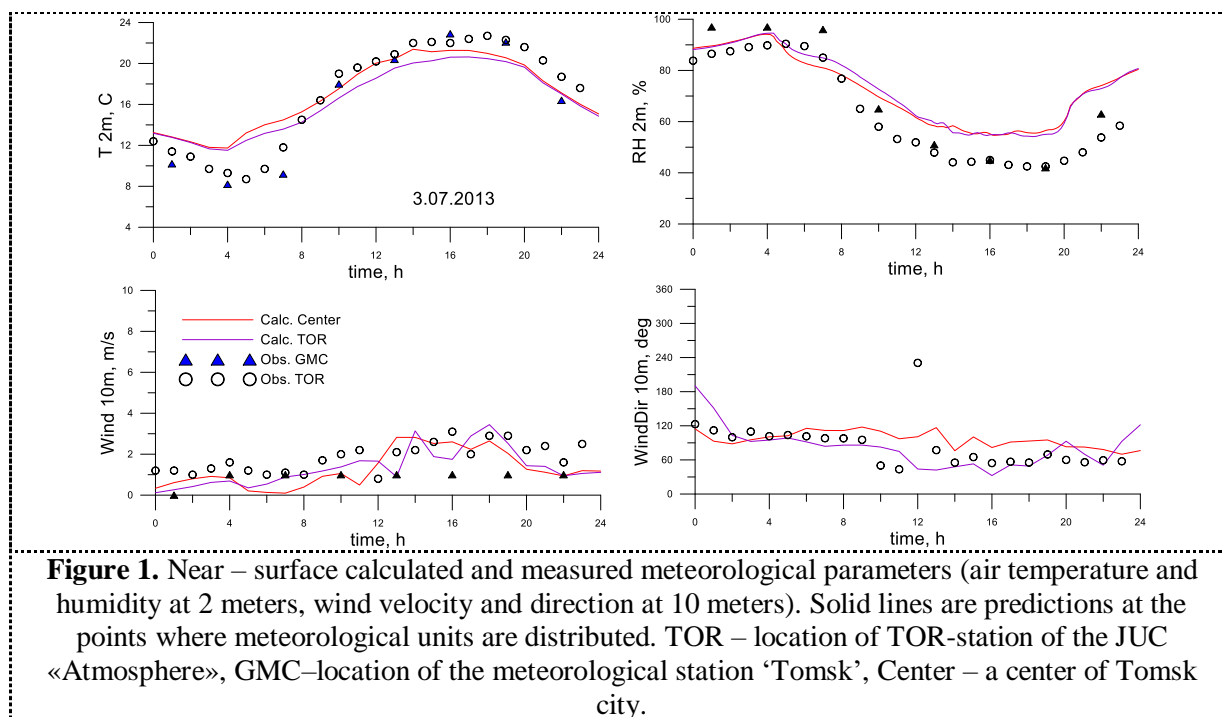 24
20
16
12
8
4
T 2m, C
3.07.2013
0 4 8 12 16 20 24
time, h
100
80
60
40
20
RH 2m, %
0 4 8 12 16 20 24
time, h
10
8
6
4
2
0
Wind 10m, m/s
Calc. Center
Calc. TOR
Obs. GMC
Obs. TOR
0 4 8 12 16 20 24
time, h
360
300
240
180
120
60
0
WindDir 10m, deg
0 4 8 12 16 20 24
time, h
Figure 1. Near – surface calculated and measured meteorological parameters (air temperature and
humidity at 2 meters, wind velocity and direction at 10 meters). Solid lines are predictions at the
points where meteorological units are distributed. TOR – location of TOR-station of the JUC
«Atmosphere», GMC–location of the meteorological station ‘Tomsk’, Center – a center of Tomsk
city.